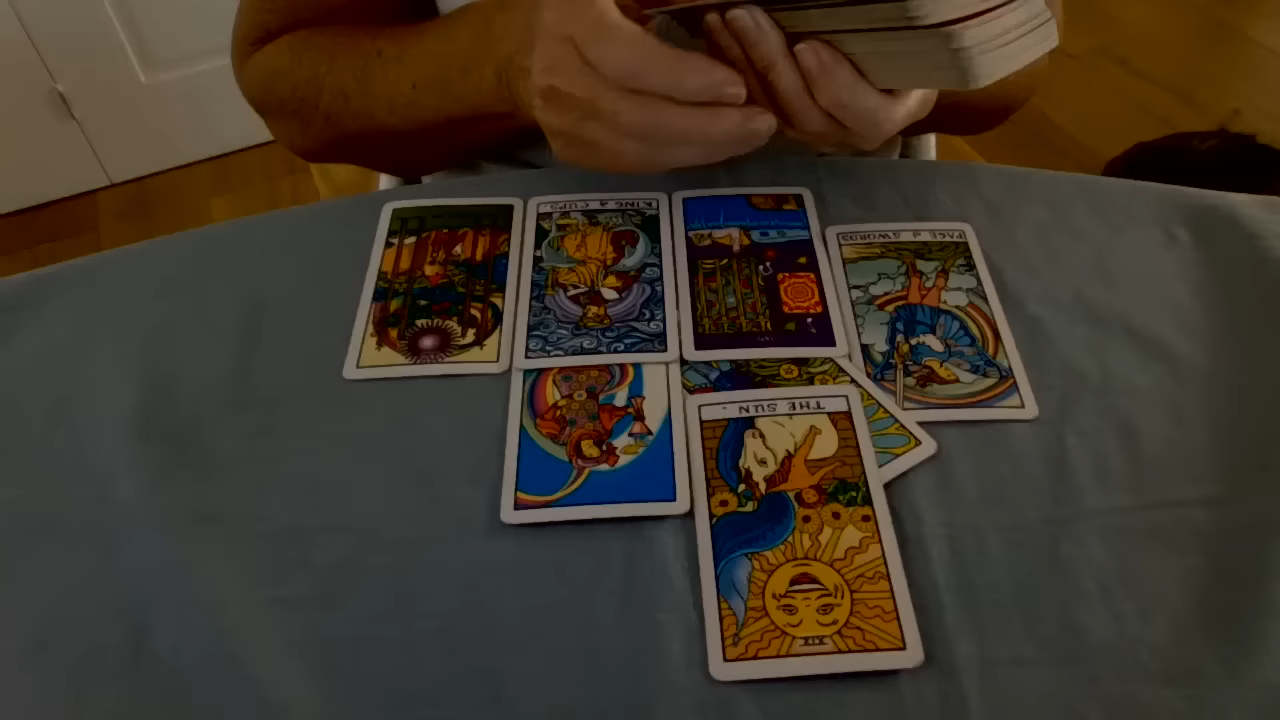 KING of CUPS.
PAGE of SWORDS
THE SUN.
XIX